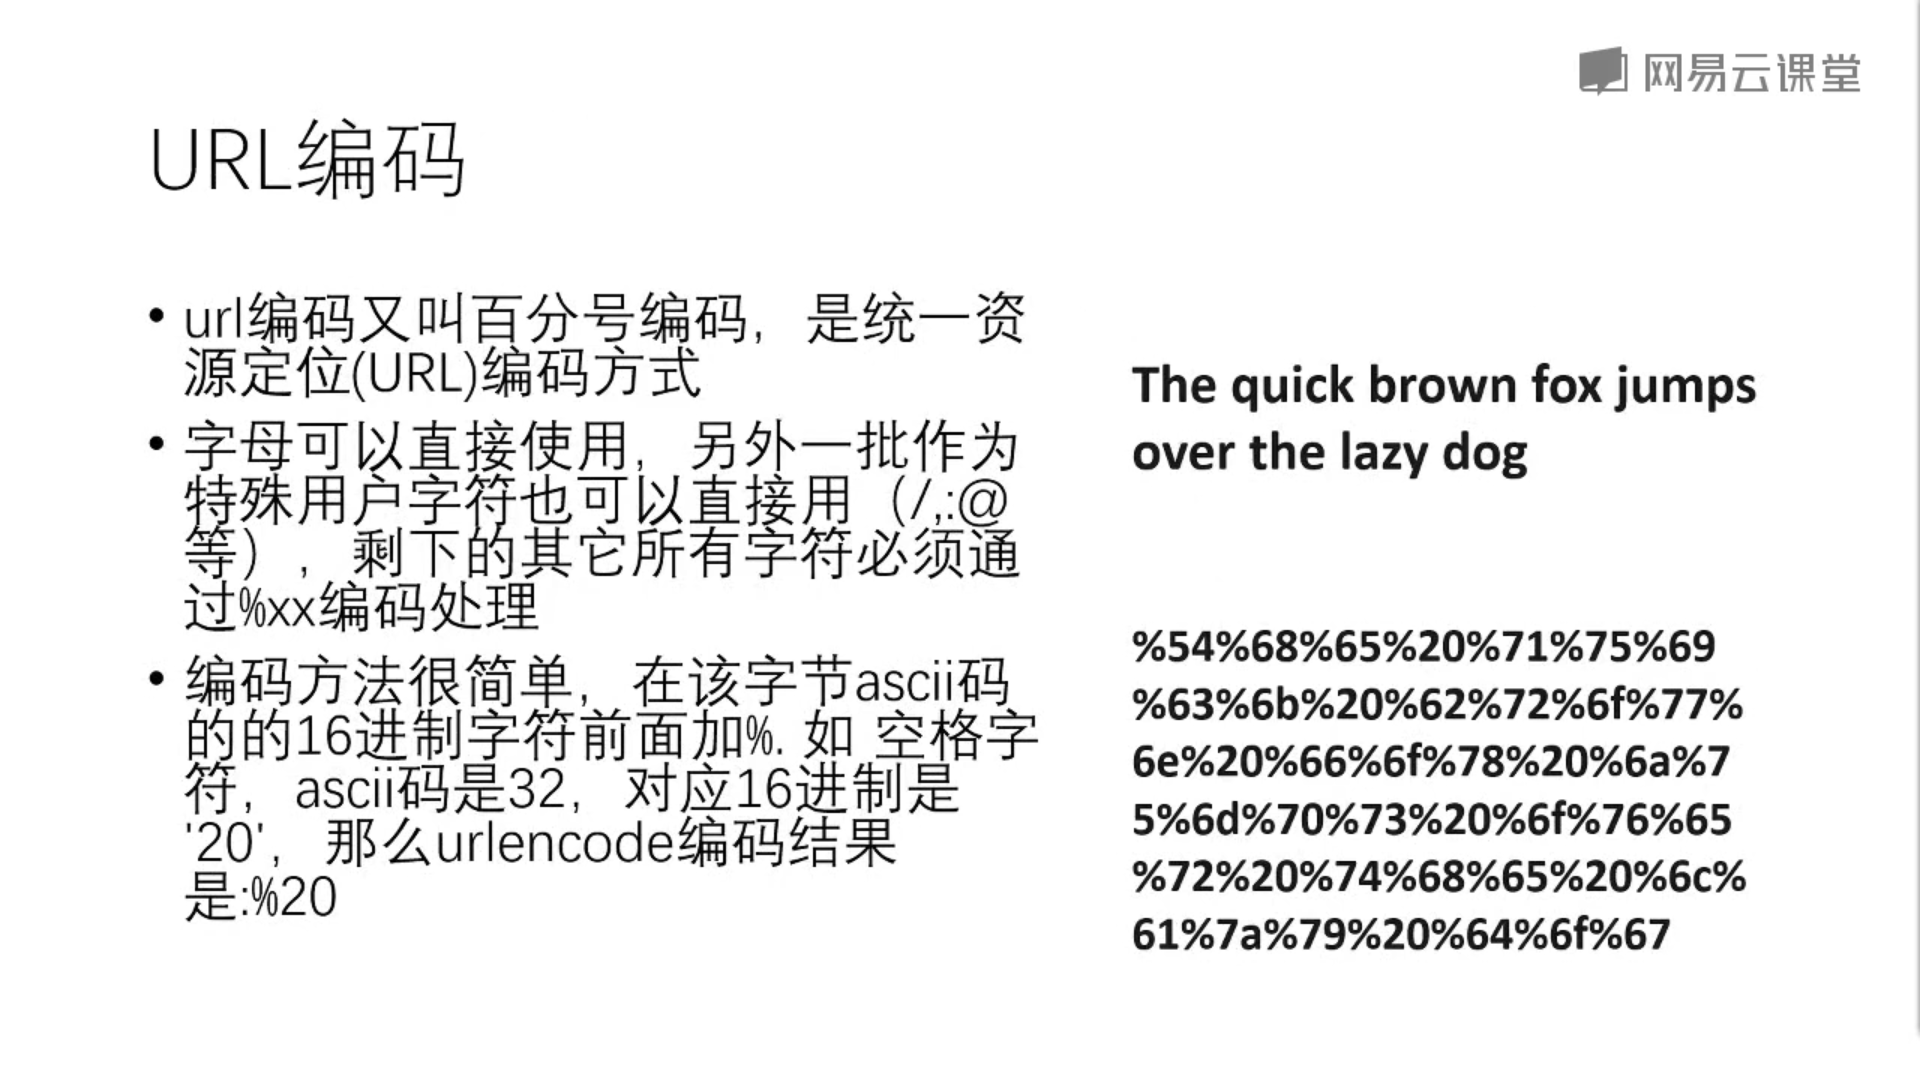 网易云课堂
URL编码
• url编码又叫百分号编码，是统一资
源定位(URL)编码方式
• 字母可以直接使用，另外一批作为
特殊用户字符也可以直接用（/,:@
等），剩下的其它所有字符必须通
过%xx编码处理
• 编码方法很简单，在该字节ascii码
的的16进制字符前面加%. 如 空格字
符，ascii码是32，对应16进制是
'20'，那么urlencode编码结果
是:%20
The quick brown fox jumps
over the lazy dog
%54%68%65%20%71%75%69
%63%6b%20%62%72%6f%77%
6e%20%66%6f%78%20%6a%7
5%6d%70%73%20%6f%76%65
%72%20%74%68%65%20%6c%
61%7a%79%20%64%6f%67